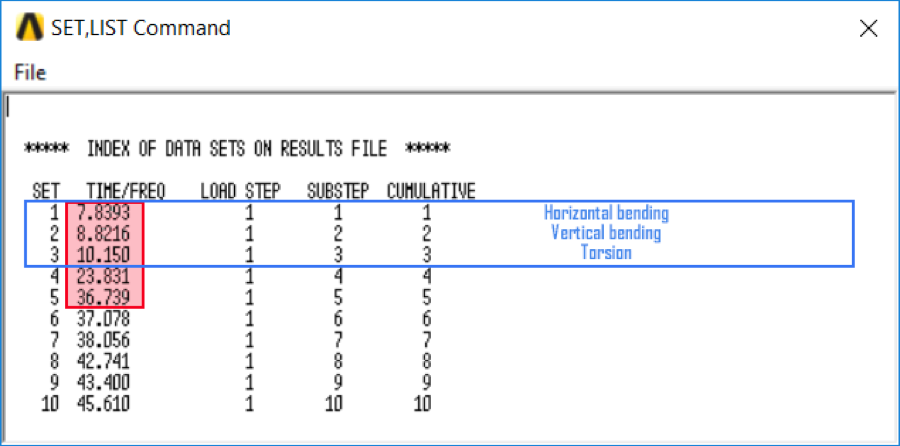 SET,LIST Command
File
***** INDEX OF DATA SETS ON RESULTS FILE *****
SET TIME/FREQ LOAD STEP SUBSTEP CUMULATIVE
1 7.8393 1 1 1 Horizontal bending
2 8.8216 1 2 2 Vertical bending
3 10.150 1 3 3 Torsion
4 23.831 1 4 4
5 36.739 1 5 5
6 37.078 1 6 6
7 38.056 1 7 7
8 42.741 1 8 8
9 43.400 1 9 9
10 45.610 1 10 10